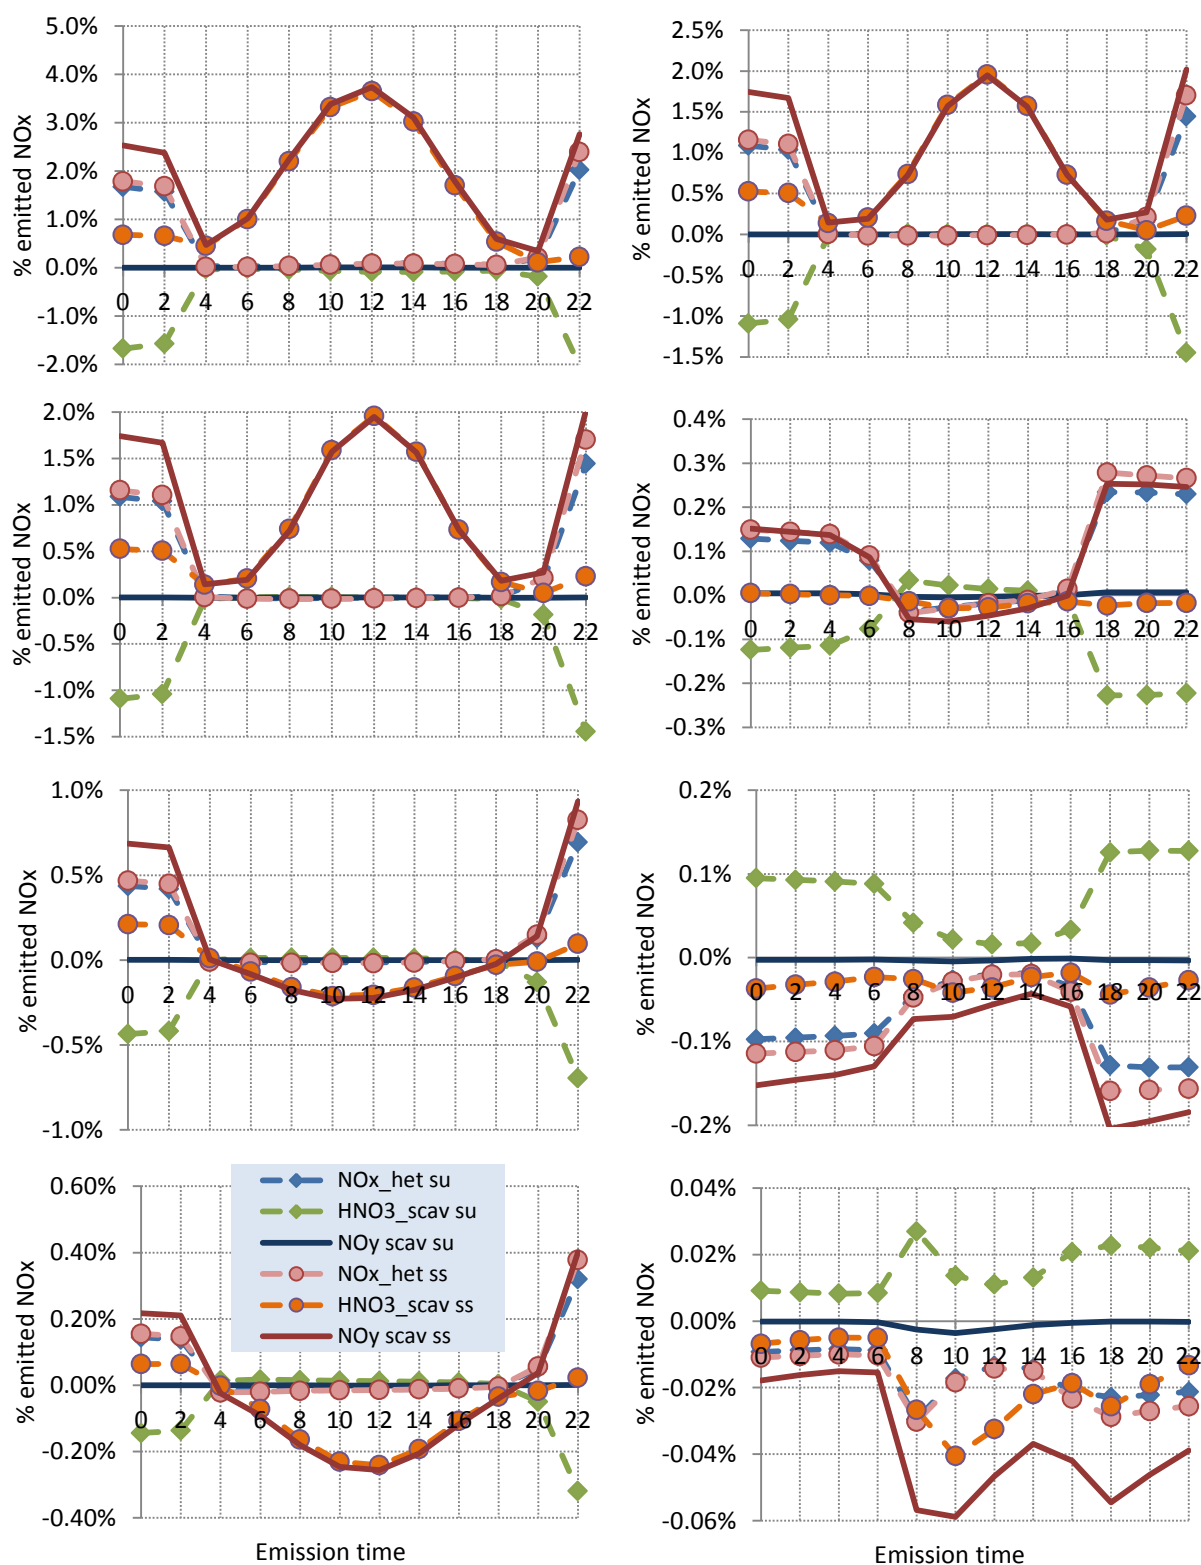 5.0%
4.0%
3.0%
2.0%
1.0%
0.0%
0 2 4 6 8 10 12 14 16 18 20 22
-1.0%
-2.0%
% emitted NOx
2.5%
2.0%
1.5%
1.0%
0.5%
0.0%
0 2 4 6 8 10 12 14 16 18 20 22
-0.5%
-1.0%
-1.5%
% emitted NOx
2.0%
1.5%
1.0%
0.5%
0.0%
0 2 4 6 8 10 12 14 16 18 20 22
-0.5%
-1.0%
-1.5%
% emitted NOx
0.4%
0.3%
0.2%
0.1%
0.0%
0 2 4 6 8 10 12 14 16 18 20 22
-0.1%
-0.2%
-0.3%
% emitted NOx
1.0%
0.5%
0.0%
0 2 4 6 8 10 12 14 16 18 20 22
-0.5%
-1.0%
% emitted NOx
0.2%
0.1%
0.0%
0 2 4 6 8 10 12 14 16 18 20 22
-0.1%
-0.2%
% emitted NOx
0.60%
0.40%
0.20%
0.00%
0 2 4 6 8 10 12 14 16 18 20 22
-0.20%
-0.40%
% emitted NOx
NOx_het su
HNO3_scav su
NOy scav su
NOx_het ss
HNO3_scav ss
NOy scav ss
Emission time
0.04%
0.02%
0.00%
0 2 4 6 8 10 12 14 16 18 20 22
-0.02%
-0.04%
-0.06%
% emitted NOx
Emission time